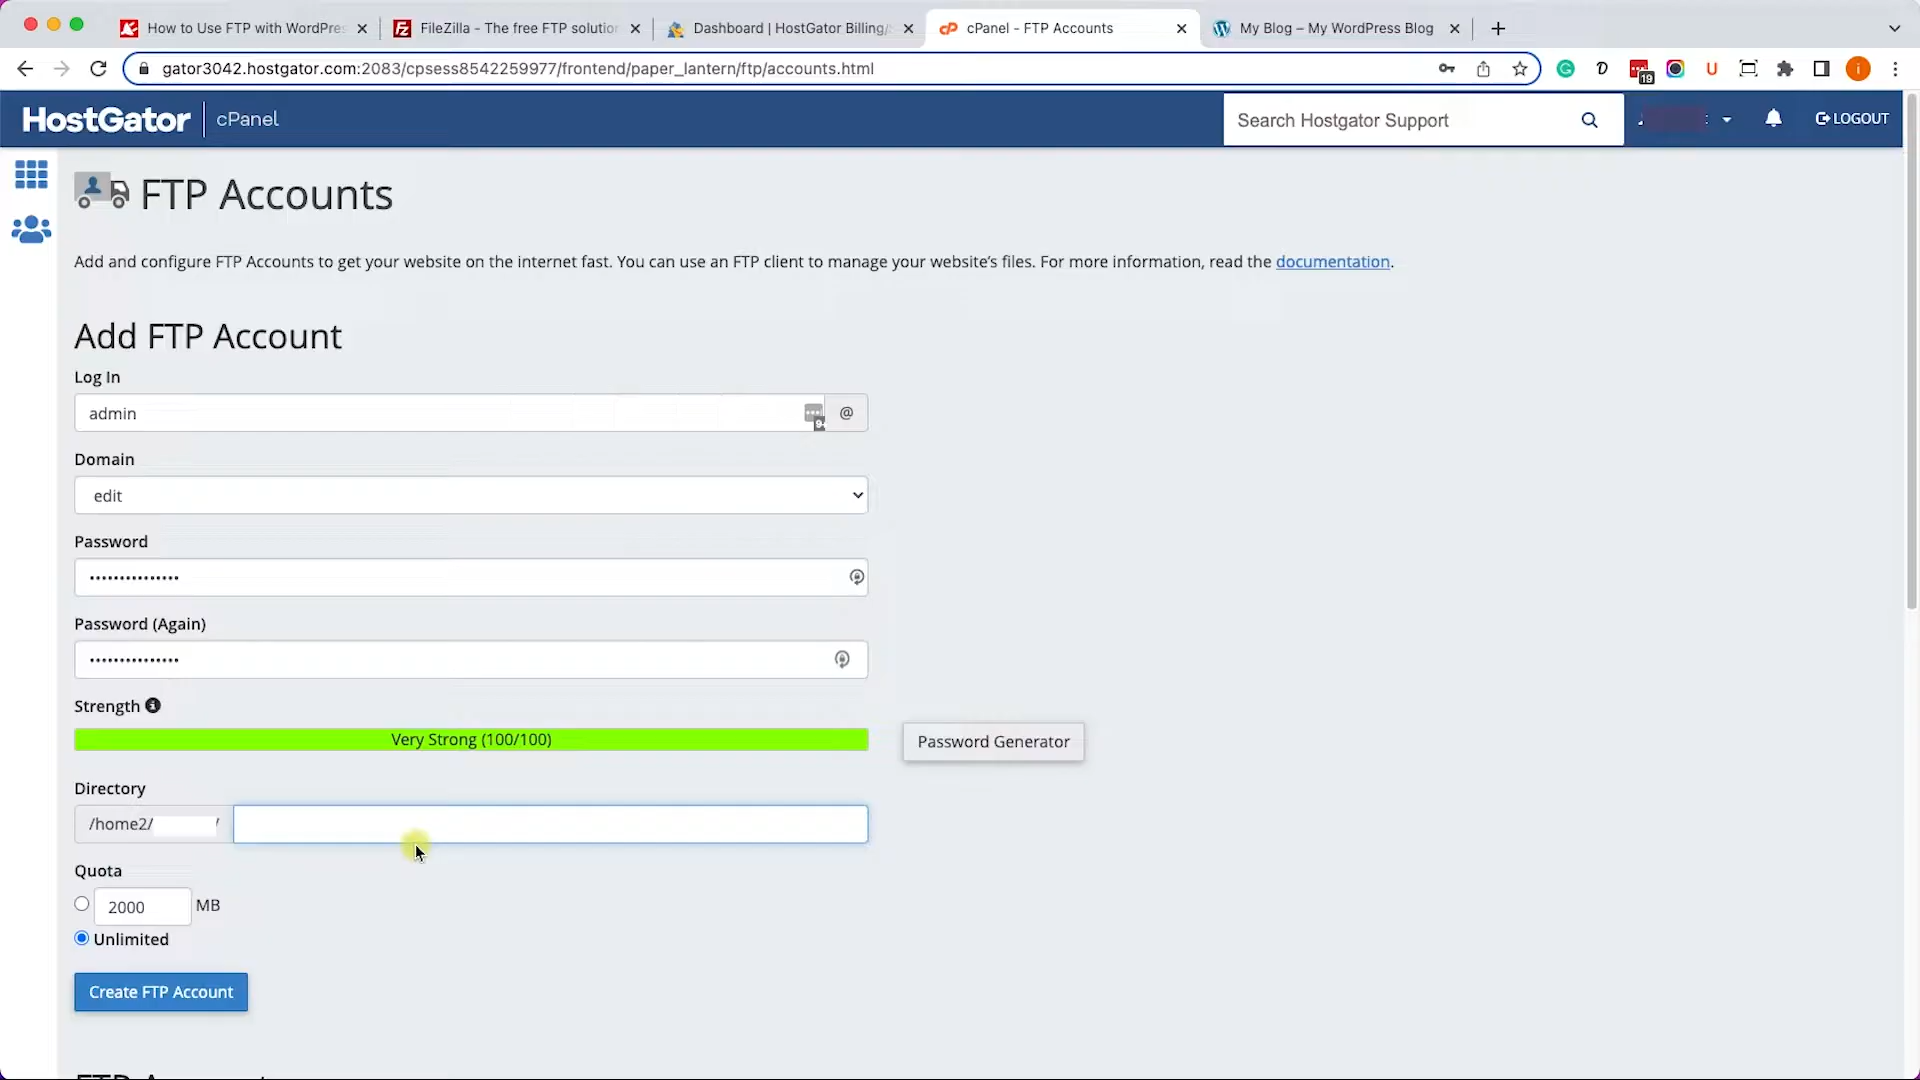 How to Use FTP with WordPres
FileZilla - The free FTP solutio
Dashboard | HostGator Billing/
cPanel - FTP Accounts
My Blog – My WordPress Blog
gator3042.hostgator.com:2083/cpsess8542259977/frontend/paper_lantern/ftp/accounts.html
19
HostGator
cPanel
Search Hostgator Support
LOGOUT
FTP Accounts
Add and configure FTP Accounts to get your website on the internet fast. You can use an FTP client to manage your website's files. For more information, read the documentation.
Add FTP Account
Log In
admin
@
Domain
edit
Password
•••••••••••••••
Password (Again)
•••••••••••••••
Strength
Very Strong (100/100)
Password Generator
Directory
/home2/ /
Quota
2000 MB
Unlimited
Create FTP Account